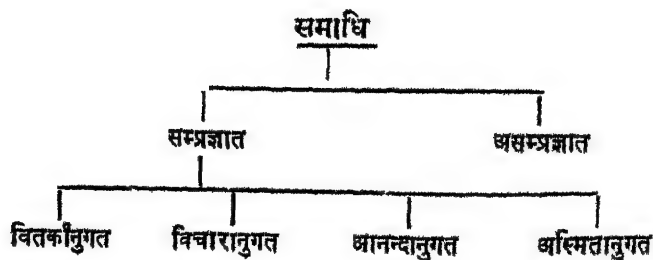 समाधि
सम्प्रज्ञात असम्प्रज्ञात
वितर्कानुगत विचारानुगत आनन्दानुगत अस्मितानुगत